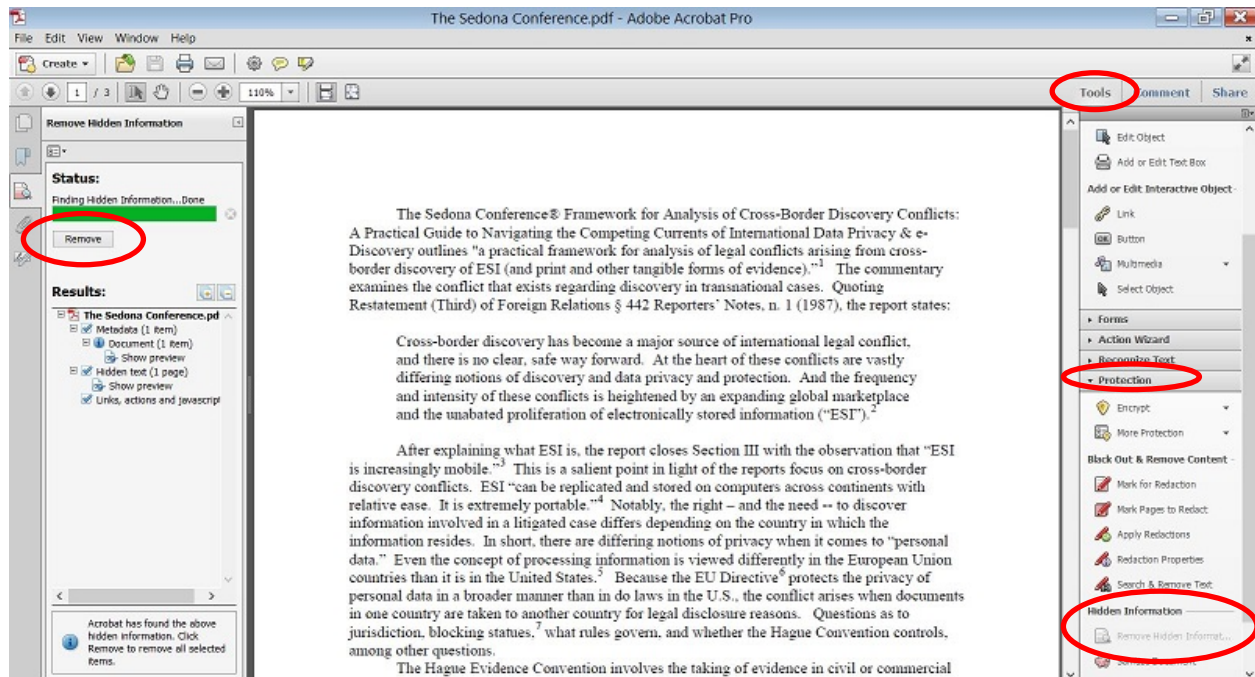 The Sedona Conference.pdf - Adobe Acrobat Pro
File Edit View Window Help
Create
1 / 3 110% Tools Comment Share
Remove Hidden Information
Status:
Finding Hidden Information...Done
Remove
Results:
The Sedona Conference.pd
Metadata (1 item)
Document (1 item)
Show preview
Hidden text (1 page)
Show preview
Links, actions and javascript
Acrobat has found the above
hidden information. Click
Remove to remove all selected
items.
The Sedona Conference® Framework for Analysis of Cross-Border Discovery Conflicts:
A Practical Guide to Navigating the Competing Currents of International Data Privacy & e-
Discovery outlines "a practical framework for analysis of legal conflicts arising from cross-
border discovery of ESI (and print and other tangible forms of evidence)."1 The commentary
examines the conflict that exists regarding discovery in transnational cases. Quoting
Restatement (Third) of Foreign Relations § 442 Reporters' Notes, n. 1 (1987), the report states:
Cross-border discovery has become a major source of international legal conflict,
and there is no clear, safe way forward. At the heart of these conflicts are vastly
differing notions of discovery and data privacy and protection. And the frequency
and intensity of these conflicts is heightened by an expanding global marketplace
and the unabated proliferation of electronically stored information ("ESI").2
After explaining what ESI is, the report closes Section III with the observation that "ESI
is increasingly mobile."3 This is a salient point in light of the reports focus on cross-border
discovery conflicts. ESI "can be replicated and stored on computers across continents with
relative ease. It is extremely portable."4 Notably, the right – and the need -- to discover
information involved in a litigated case differs depending on the country in which the
information resides. In short, there are differing notions of privacy when it comes to "personal
data." Even the concept of processing information is viewed differently in the European Union
countries than it is in the United States.5 Because the EU Directive6 protects the privacy of
personal data in a broader manner than in do laws in the U.S., the conflict arises when documents
in one country are taken to another country for legal disclosure reasons. Questions as to
jurisdiction, blocking statues,7 what rules govern, and whether the Hague Convention controls,
among other questions.
The Hague Evidence Convention involves the taking of evidence in civil or commercial
Edit Object
Add or Edit Text Box
Add or Edit Interactive Object
Link
OK Button
Multimedia
Select Object
Forms
Action Wizard
Recognize Text
Protection
Encrypt
More Protection
Black Out & Remove Content
Mark for Redaction
Mark Pages to Redact
Apply Redactions
Redaction Properties
Search & Remove Text
Hidden Information
Remove Hidden Informat...
Sanitize Document